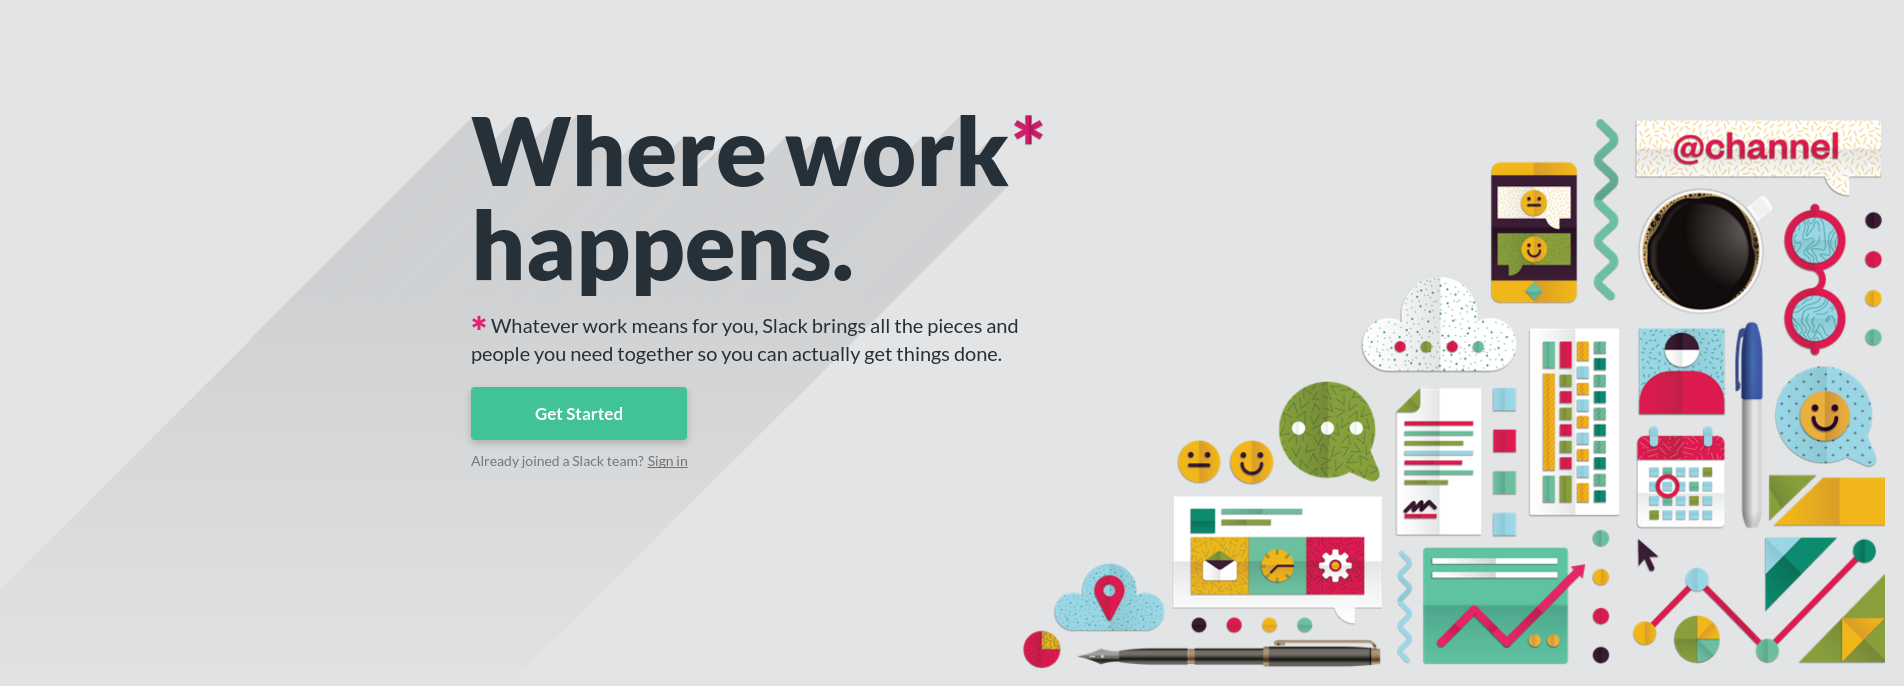 Where work*
happens.
* Whatever work means for you, Slack brings all the pieces and
people you need together so you can actually get things done.
Get Started
Already joined a Slack team? Sign in
@channel